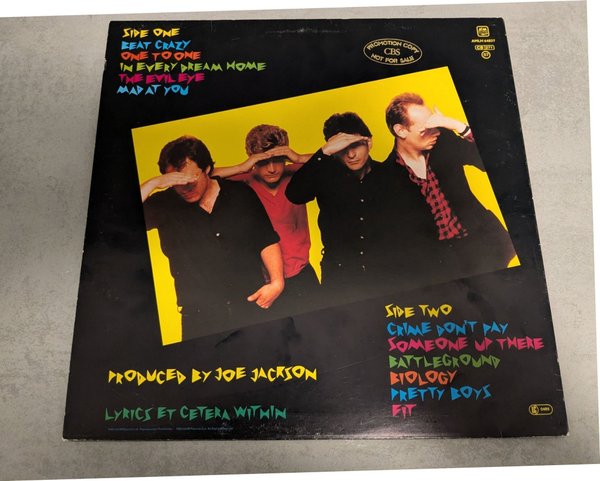 SIDE ONE
BEAT CRAZY
ONE TO ONE
IN EVERY DREAM HOME
THE EVIL EYE
MAD AT YOU
PROMOTION COPY
CBS
NOT FOR SALE
AMLH 64837
SIDE TWO
CRIME DON'T PAY
SOMEONE UP THERE
BATTLEGROUND
BIOLOGY
PRETTY BOYS
FIT
PRODUCED BY JOE JACKSON
LYRICS ET CETERA WITHIN